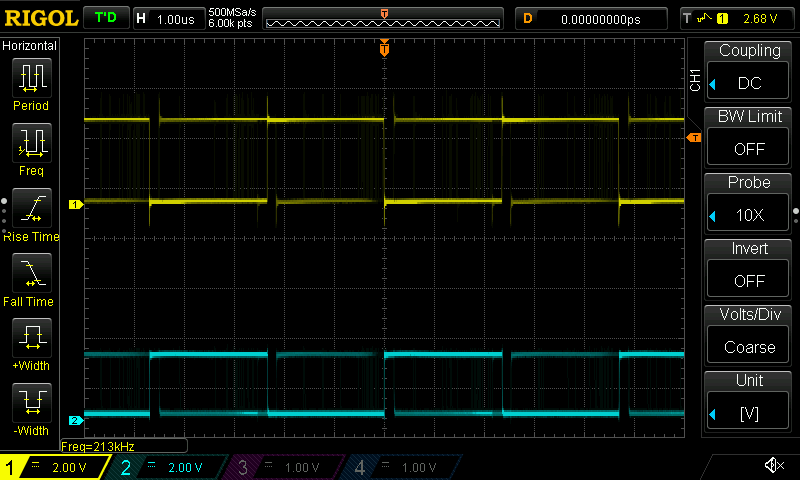 RIGOL T'D H 1.00us 500MSa/s 6.00k pts T D 0.00000000ps T 1 2.68 V
Horizontal
Period
Freq
Rise Time
Fall Time
+Width
-Width
T
1
2
T
CH1
Coupling
DC
BW Limit
OFF
Probe
10X
Invert
OFF
Volts/Div
Coarse
Unit
[V]
Freq=213kHz
1 = 2.00 V 2 = 2.00 V 3 = 1.00 V 4 = 1.00 V